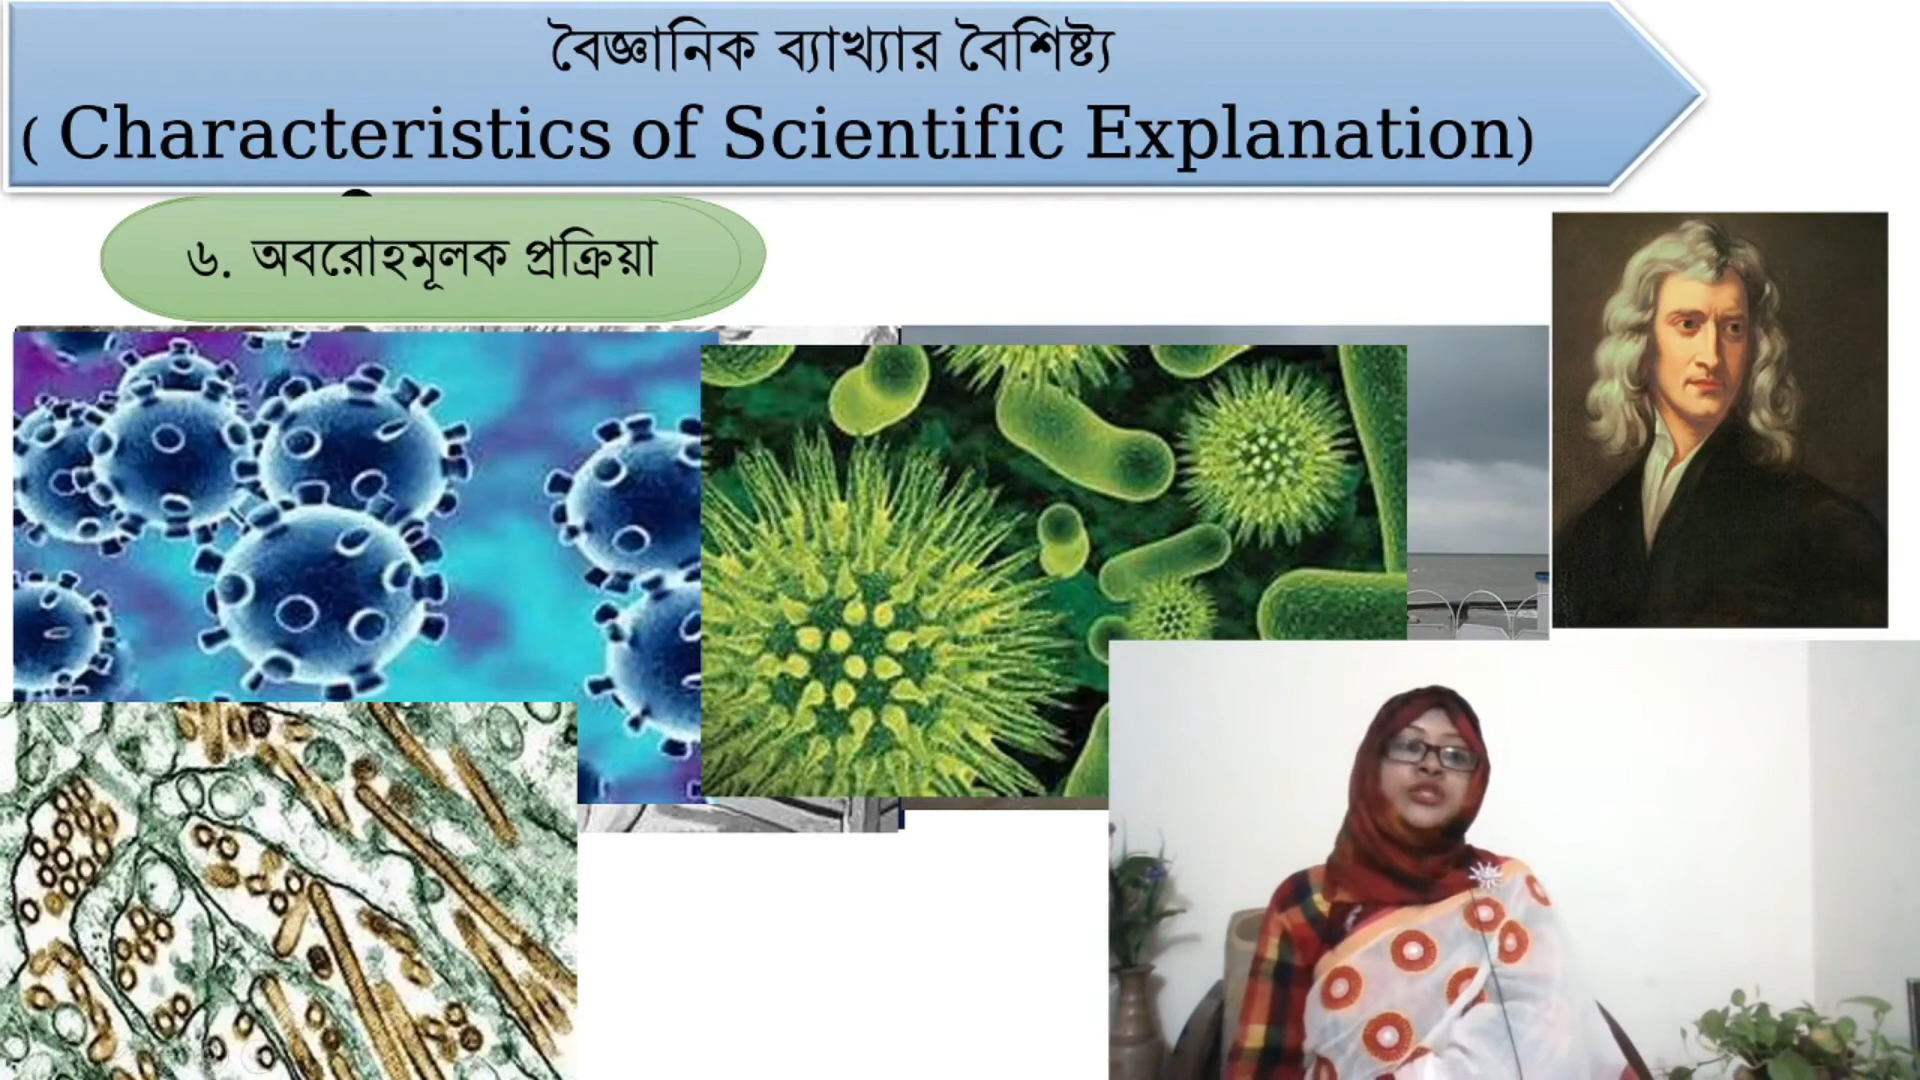 বৈজ্ঞানিক ব্যাখ্যার বৈশিষ্ট্য
( Characteristics of Scientific Explanation)
৬. অবরোহমূলক প্রক্রিয়া